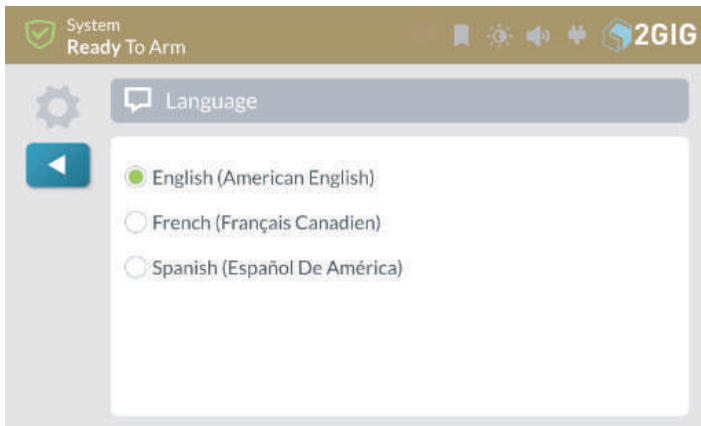 System
Ready To Arm
2GIG
Language
English (American English)
French (Français Canadien)
Spanish (Español De América)